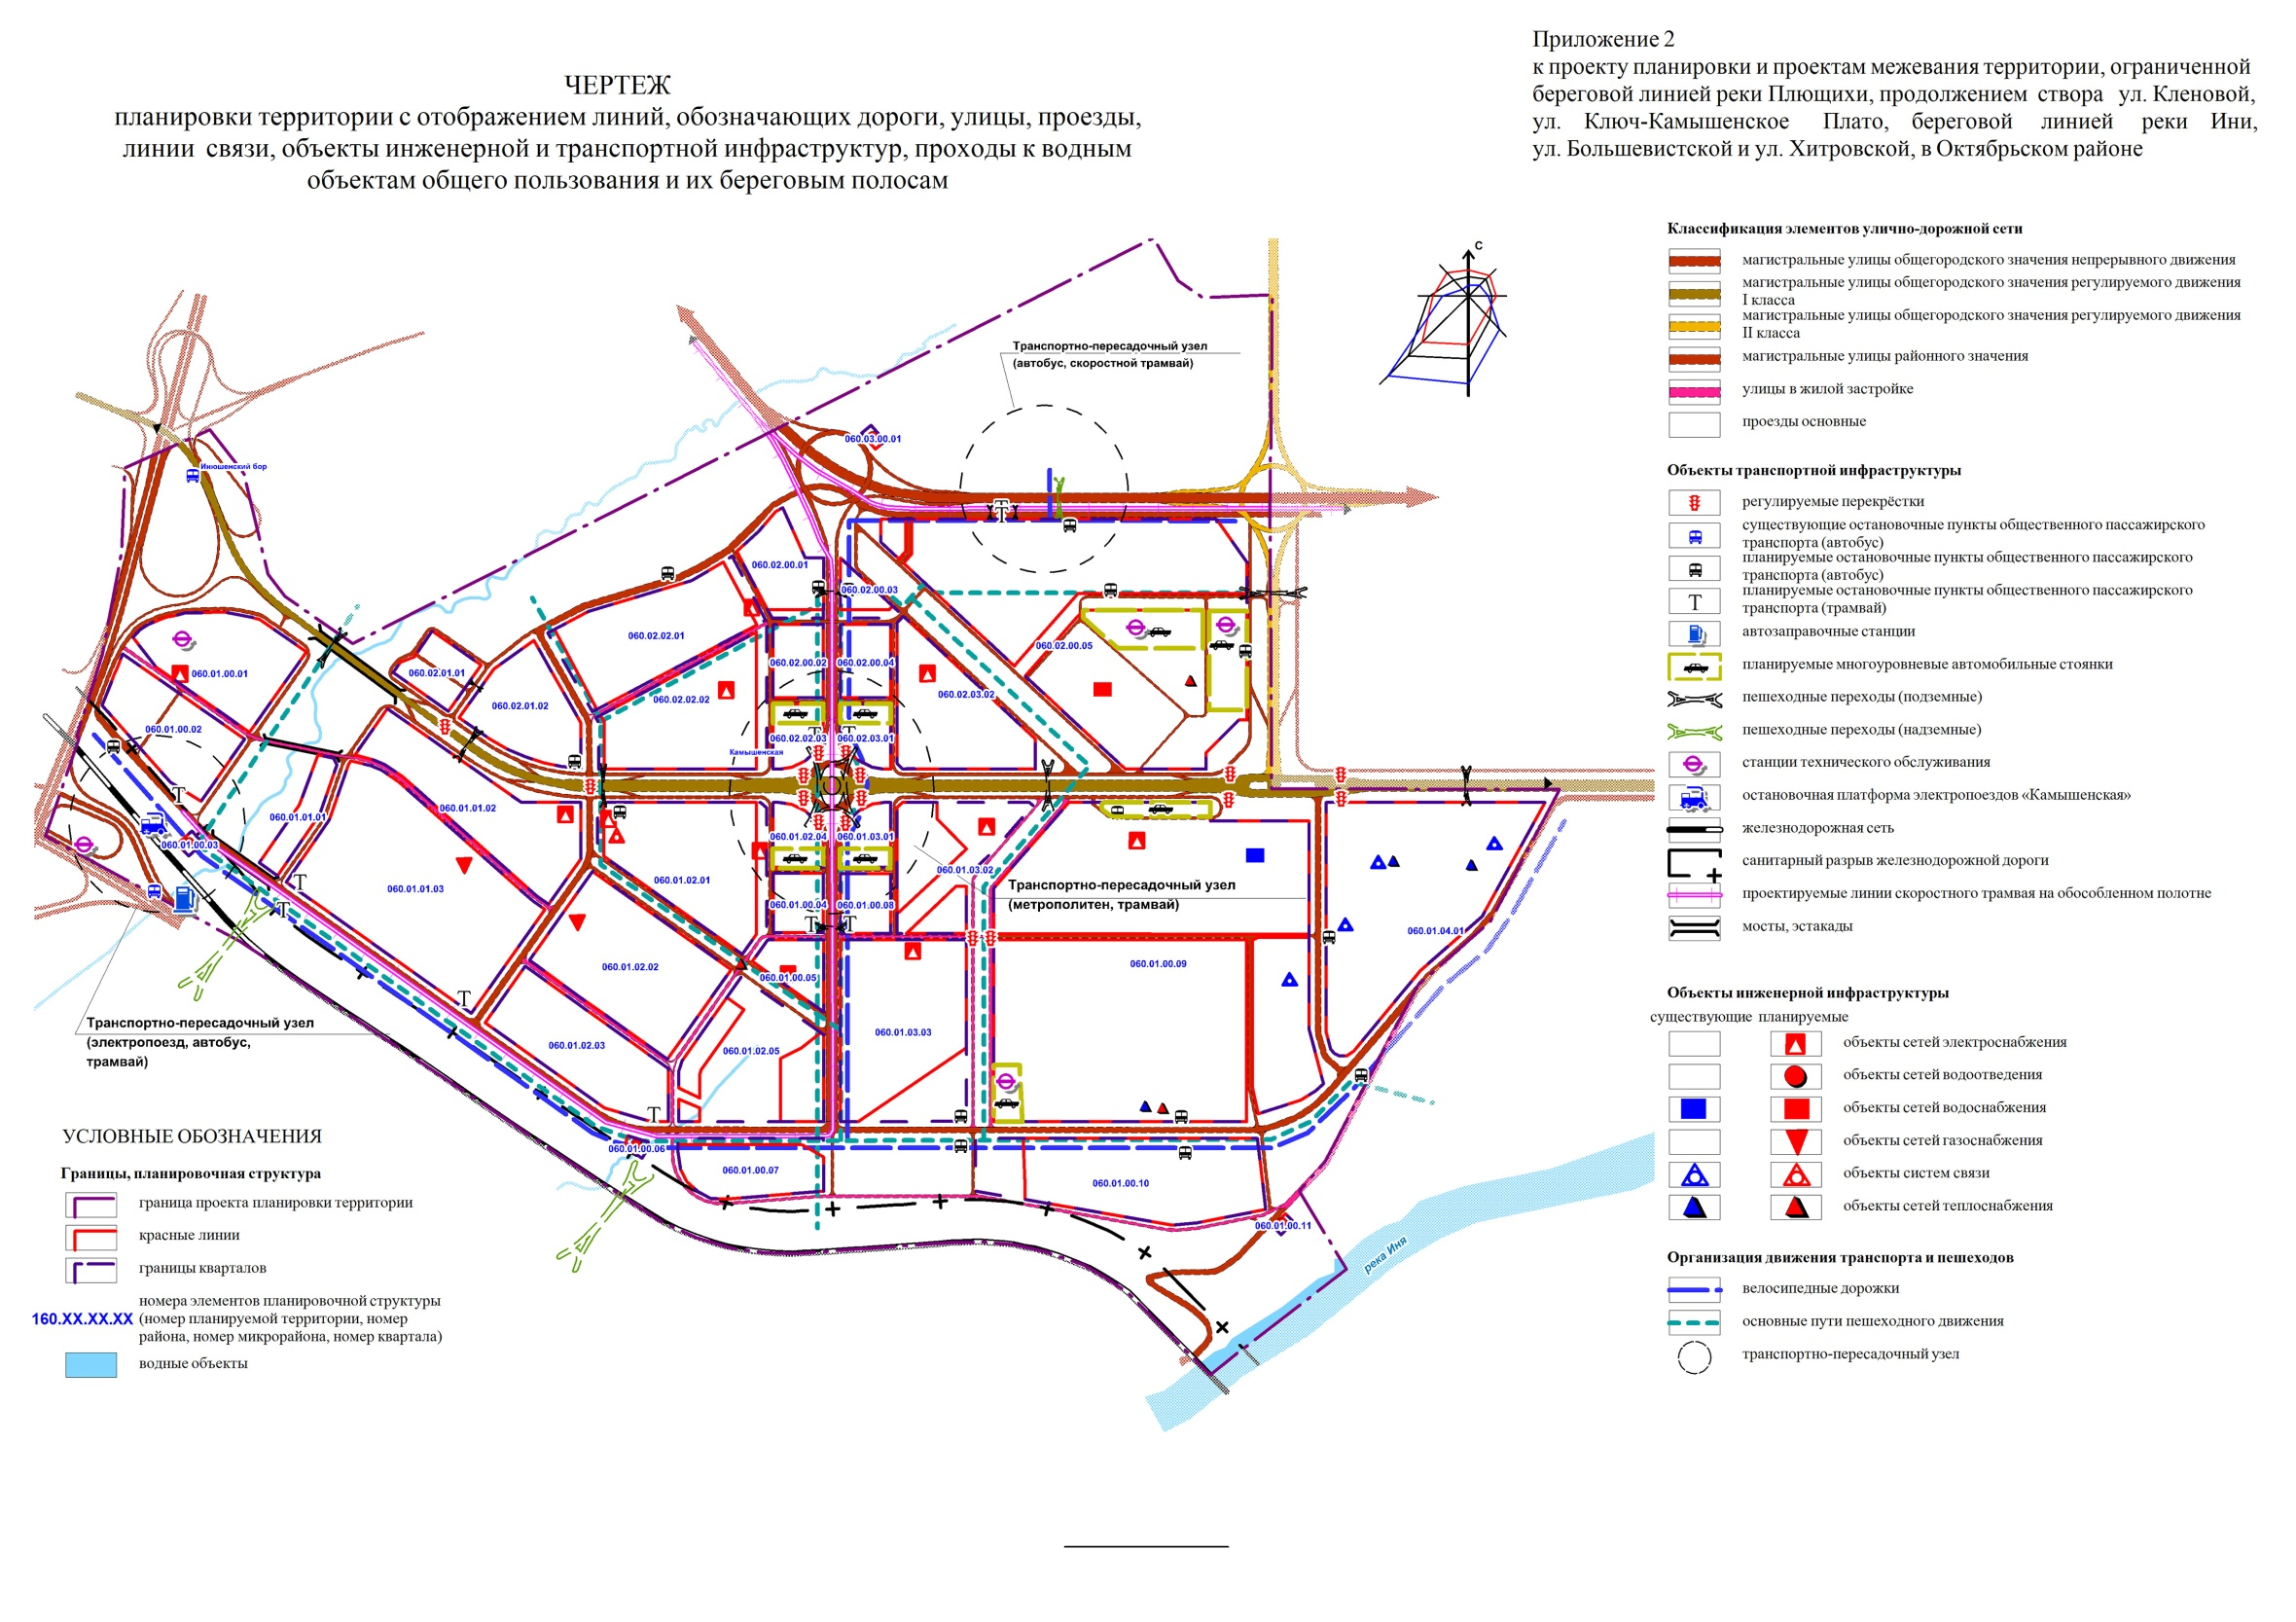 Приложение 2
к проекту планировки и проектам межевания территории, ограниченной
береговой линией реки Плющихи, продолжением створа ул. Кленовой,
ул. Ключ-Камышенское Плато, береговой линией реки Ини,
ул. Большевистской и ул. Хитровской, в Октябрьском районе
ЧЕРТЕЖ
планировки территории с отображением линий, обозначающих дороги, улицы, проезды,
линии связи, объекты инженерной и транспортной инфраструктур, проходы к водным
объектам общего пользования и их береговым полосам
С
Транспортно-пересадочный узел
(автобус, скоростной трамвай)
060.03.00.01
Инюшенский бор
Т
060.02.00.01
060.02.00.03
060.02.02.01
060.02.00.05
060.02.00.02
060.02.00.04
060.01.00.01
060.02.01.01
060.02.03.02
060.02.02.02
060.02.01.02
060.01.00.02
Т
Т
060.02.02.03
060.02.03.01
Камышенская
Т
060.01.01.02
060.01.01.01
060.01.02.04
060.01.03.01
060.01.00.03
060.01.03.02
Т
060.01.02.01
060.01.01.03
Транспортно-пересадочный узел
(метрополитен, трамвай)
060.01.00.04
060.01.00.08
Т
Т
Т
060.01.04.01
060.01.02.02
060.01.00.09
060.01.00.05
Т
Транспортно-пересадочный узел
(электропоезд, автобус,
трамвай)
060.01.03.03
060.01.02.03
060.01.02.05
Т
060.01.00.06
060.01.00.07
060.01.00.10
060.01.00.11
река Иня
УСЛОВНЫЕ ОБОЗНАЧЕНИЯ
Границы, планировочная структура
граница проекта планировки территории
красные линии
границы кварталов
160.XX.XX.XX
номера элементов планировочной структуры
(номер планируемой территории, номер
района, номер микрорайона, номер квартала)
водные объекты
Классификация элементов улично-дорожной сети
магистральные улицы общегородского значения непрерывного движения
магистральные улицы общегородского значения регулируемого движения
I класса
магистральные улицы общегородского значения регулируемого движения
II класса
магистральные улицы районного значения
улицы в жилой застройке
проезды основные
Объекты транспортной инфраструктуры
регулируемые перекрёстки
существующие остановочные пункты общественного пассажирского
транспорта (автобус)
планируемые остановочные пункты общественного пассажирского
транспорта (автобус)
Т
планируемые остановочные пункты общественного пассажирского
транспорта (трамвай)
автозаправочные станции
планируемые многоуровневые автомобильные стоянки
пешеходные переходы (подземные)
пешеходные переходы (надземные)
станции технического обслуживания
остановочная платформа электропоездов «Камышенская»
железнодорожная сеть
санитарный разрыв железнодорожной дороги
проектируемые линии скоростного трамвая на обособленном полотне
мосты, эстакады
Объекты инженерной инфраструктуры
существующие планируемые
объекты сетей электроснабжения
объекты сетей водоотведения
объекты сетей водоснабжения
объекты сетей газоснабжения
объекты систем связи
объекты сетей теплоснабжения
Организация движения транспорта и пешеходов
велосипедные дорожки
основные пути пешеходного движения
транспортно-пересадочный узел